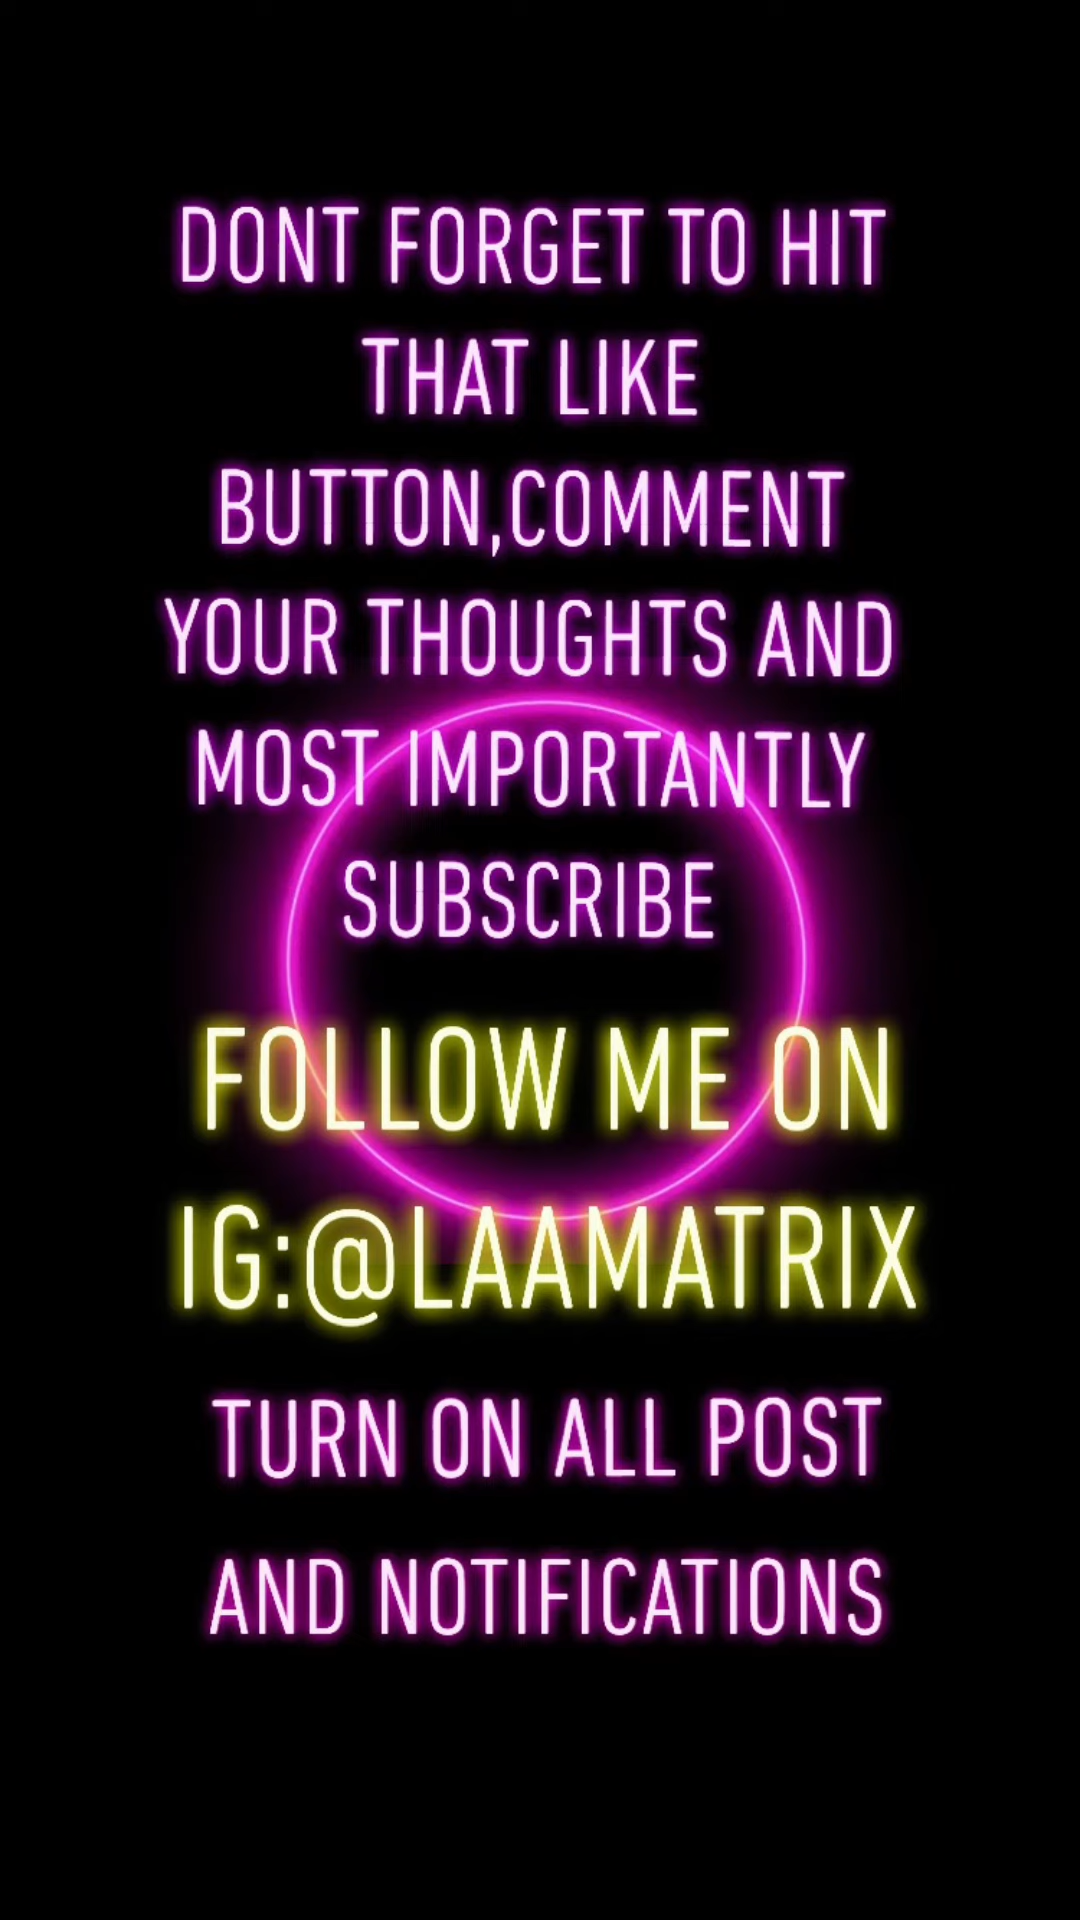 DONT FORGET TO HIT
THAT LIKE
BUTTON,COMMENT
YOUR THOUGHTS AND
MOST IMPORTANTLY
SUBSCRIBE
FOLLOW ME ON
IG:@LAAMATRIX
TURN ON ALL POST
AND NOTIFICATIONS